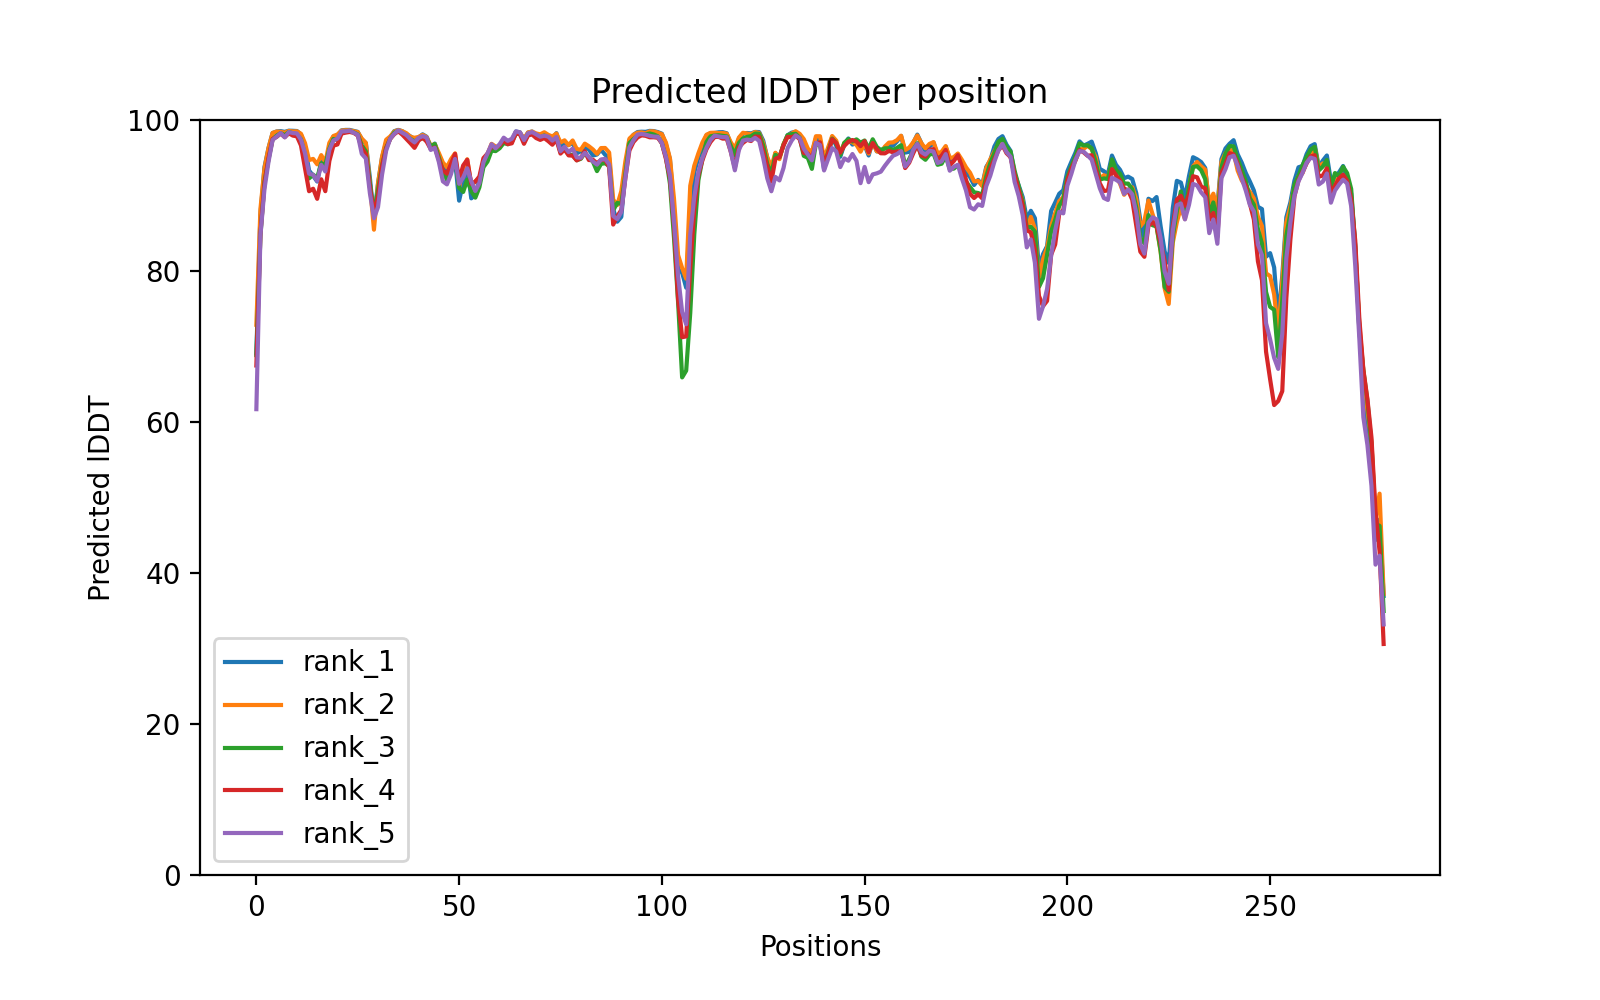 Predicted lDDT per position
100
80
60
40
20
0
Predicted lDDT
rank_1
rank_2
rank_3
rank_4
rank_5
0 50 100 150 200 250
Positions